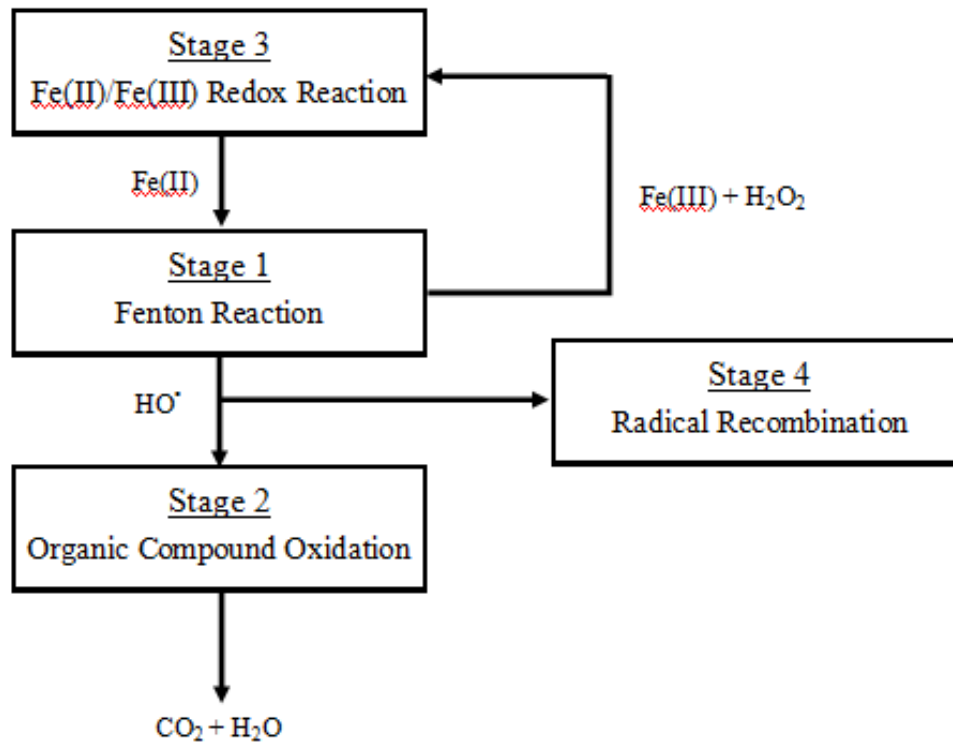 Stage 3
Fe(II)/Fe(III) Redox Reaction
Fe(II)
Fe(III) + H₂O₂
Stage 1
Fenton Reaction
HO•
Stage 4
Radical Recombination
Stage 2
Organic Compound Oxidation
CO₂ + H₂O